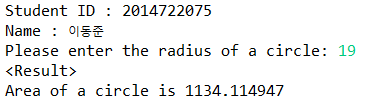 Student ID : 2014722075
Name : 이동준
Please enter the radius of a circle: 19
<Result>
Area of a circle is 1134.114947